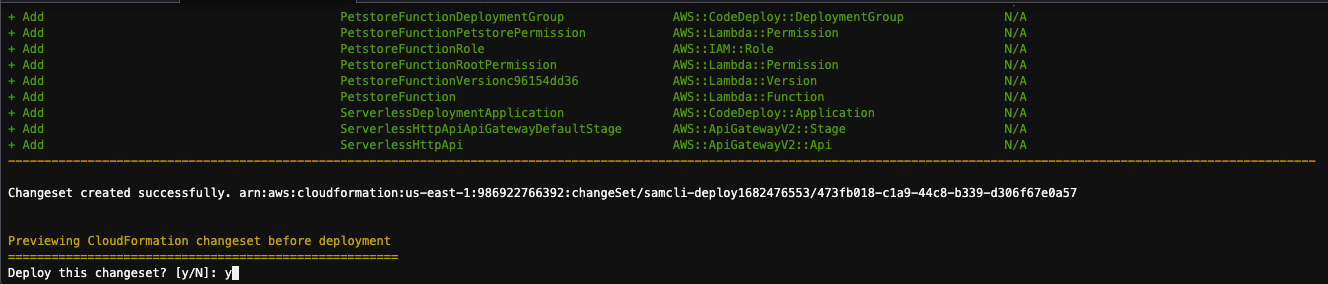 + Add PetstoreFunctionDeploymentGroup AWS::CodeDeploy::DeploymentGroup N/A
+ Add PetstoreFunctionPetstorePermission AWS::Lambda::Permission N/A
+ Add PetstoreFunctionRole AWS::IAM::Role N/A
+ Add PetstoreFunctionRootPermission AWS::Lambda::Permission N/A
+ Add PetstoreFunctionVersionc96154dd36 AWS::Lambda::Version N/A
+ Add PetstoreFunction AWS::Lambda::Function N/A
+ Add ServerlessDeploymentApplication AWS::CodeDeploy::Application N/A
+ Add ServerlessHttpApiApiGatewayDefaultStage AWS::ApiGatewayV2::Stage N/A
+ Add ServerlessHttpApi AWS::ApiGatewayV2::Api N/A
Changeset created successfully. arn:aws:cloudformation:us-east-1:986922766392:changeSet/samcli-deploy1682476553/473fb018-c1a9-44c8-b339-d306f67e0a57
Previewing CloudFormation changeset before deployment
======================================================
Deploy this changeset? [y/N]: y